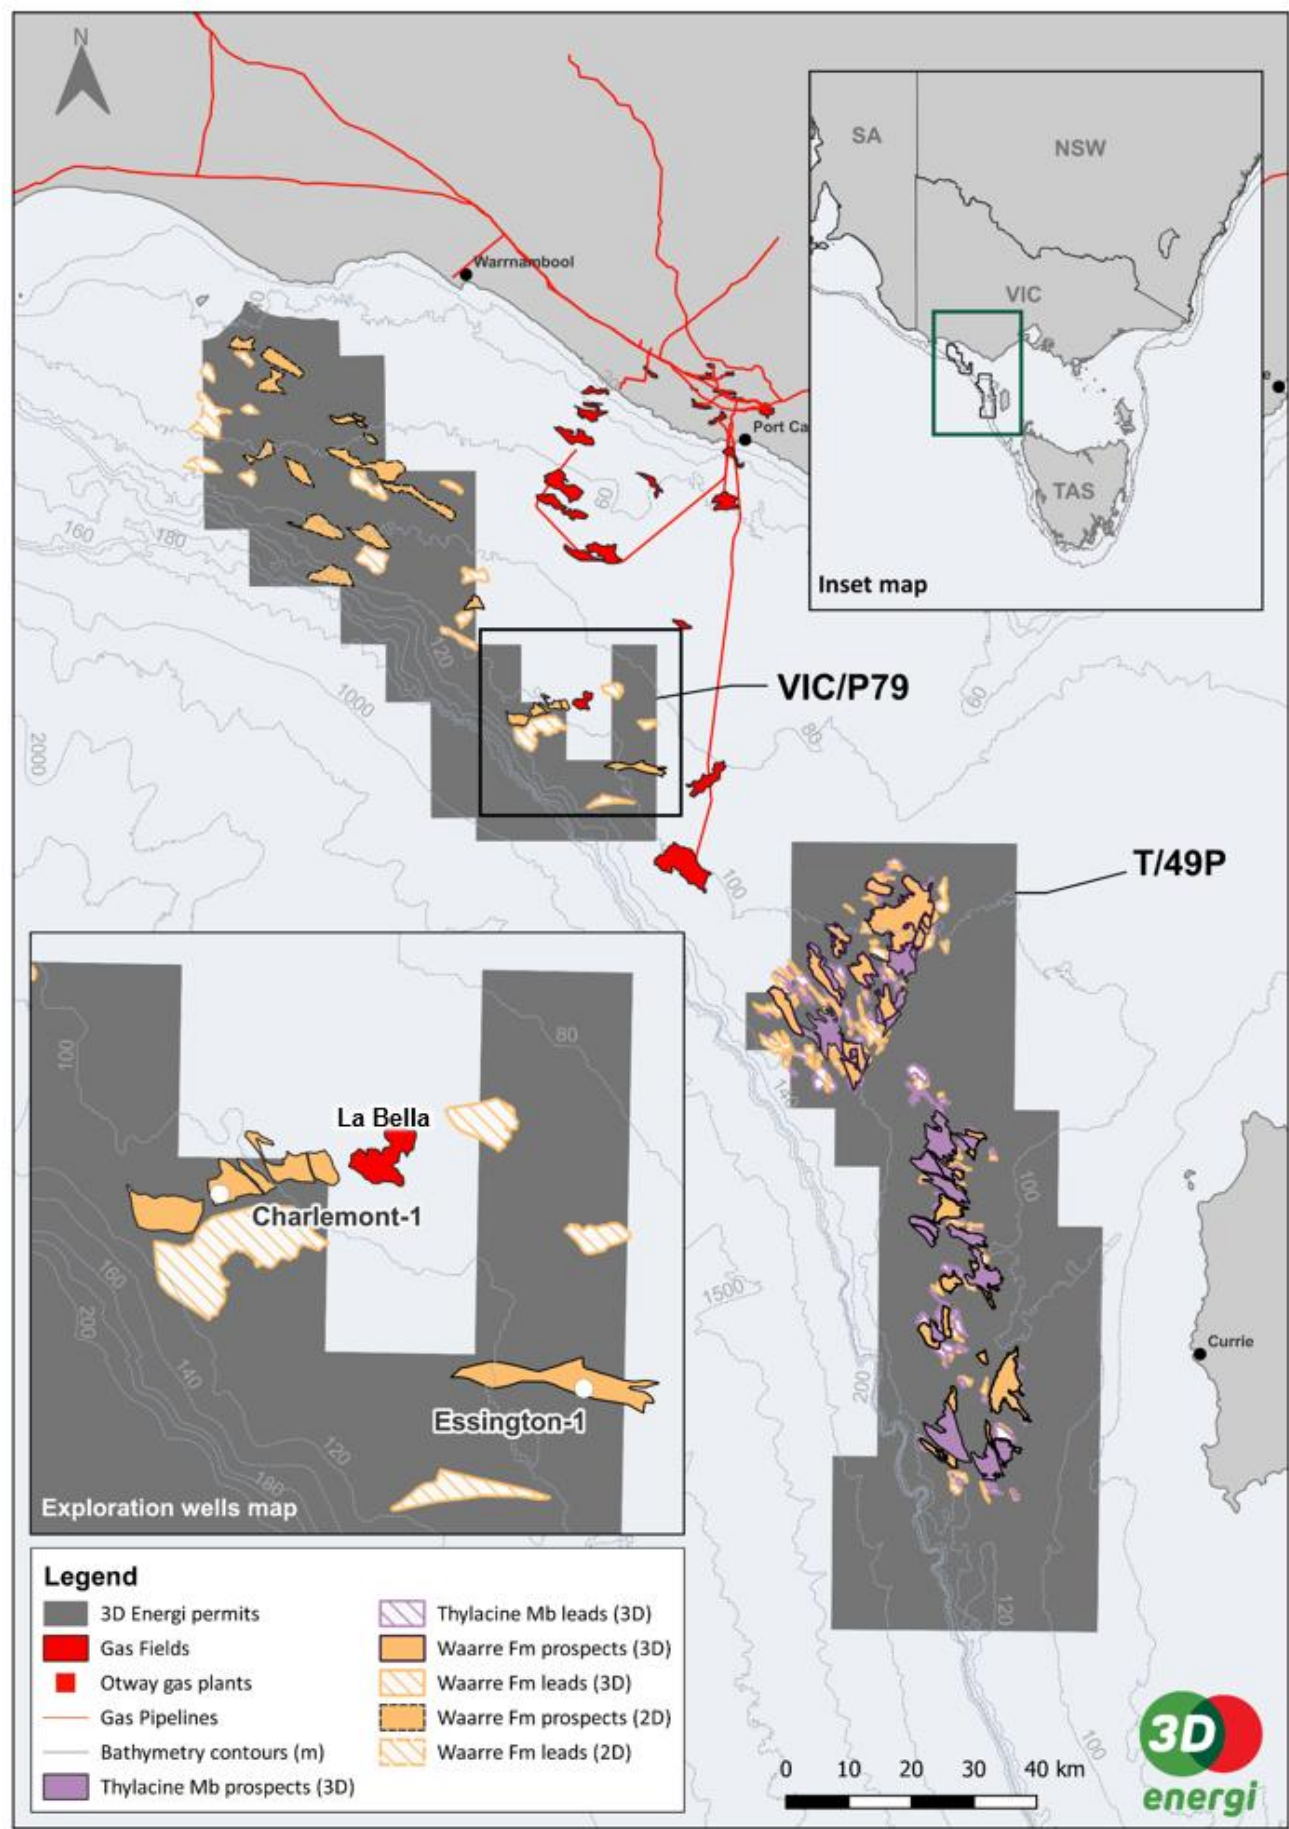 N
SA
NSW
VIC
TAS
Inset map
Warrnambool
Port Ca
e
20
60
160
180
120
1000
2000
VIC/P79
60
80
100
T/49P
140
100
1500
200
Currie
120
100
80
100
La Bella
Charlemont-1
160
200
140
Essington-1
120
180
Exploration wells map
Legend
3D Energi permits
Gas Fields
Otway gas plants
Gas Pipelines
Bathymetry contours (m)
Thylacine Mb prospects (3D)
Thylacine Mb leads (3D)
Waarre Fm prospects (3D)
Waarre Fm leads (3D)
Waarre Fm prospects (2D)
Waarre Fm leads (2D)
0 10 20 30 40 km
3D
energi